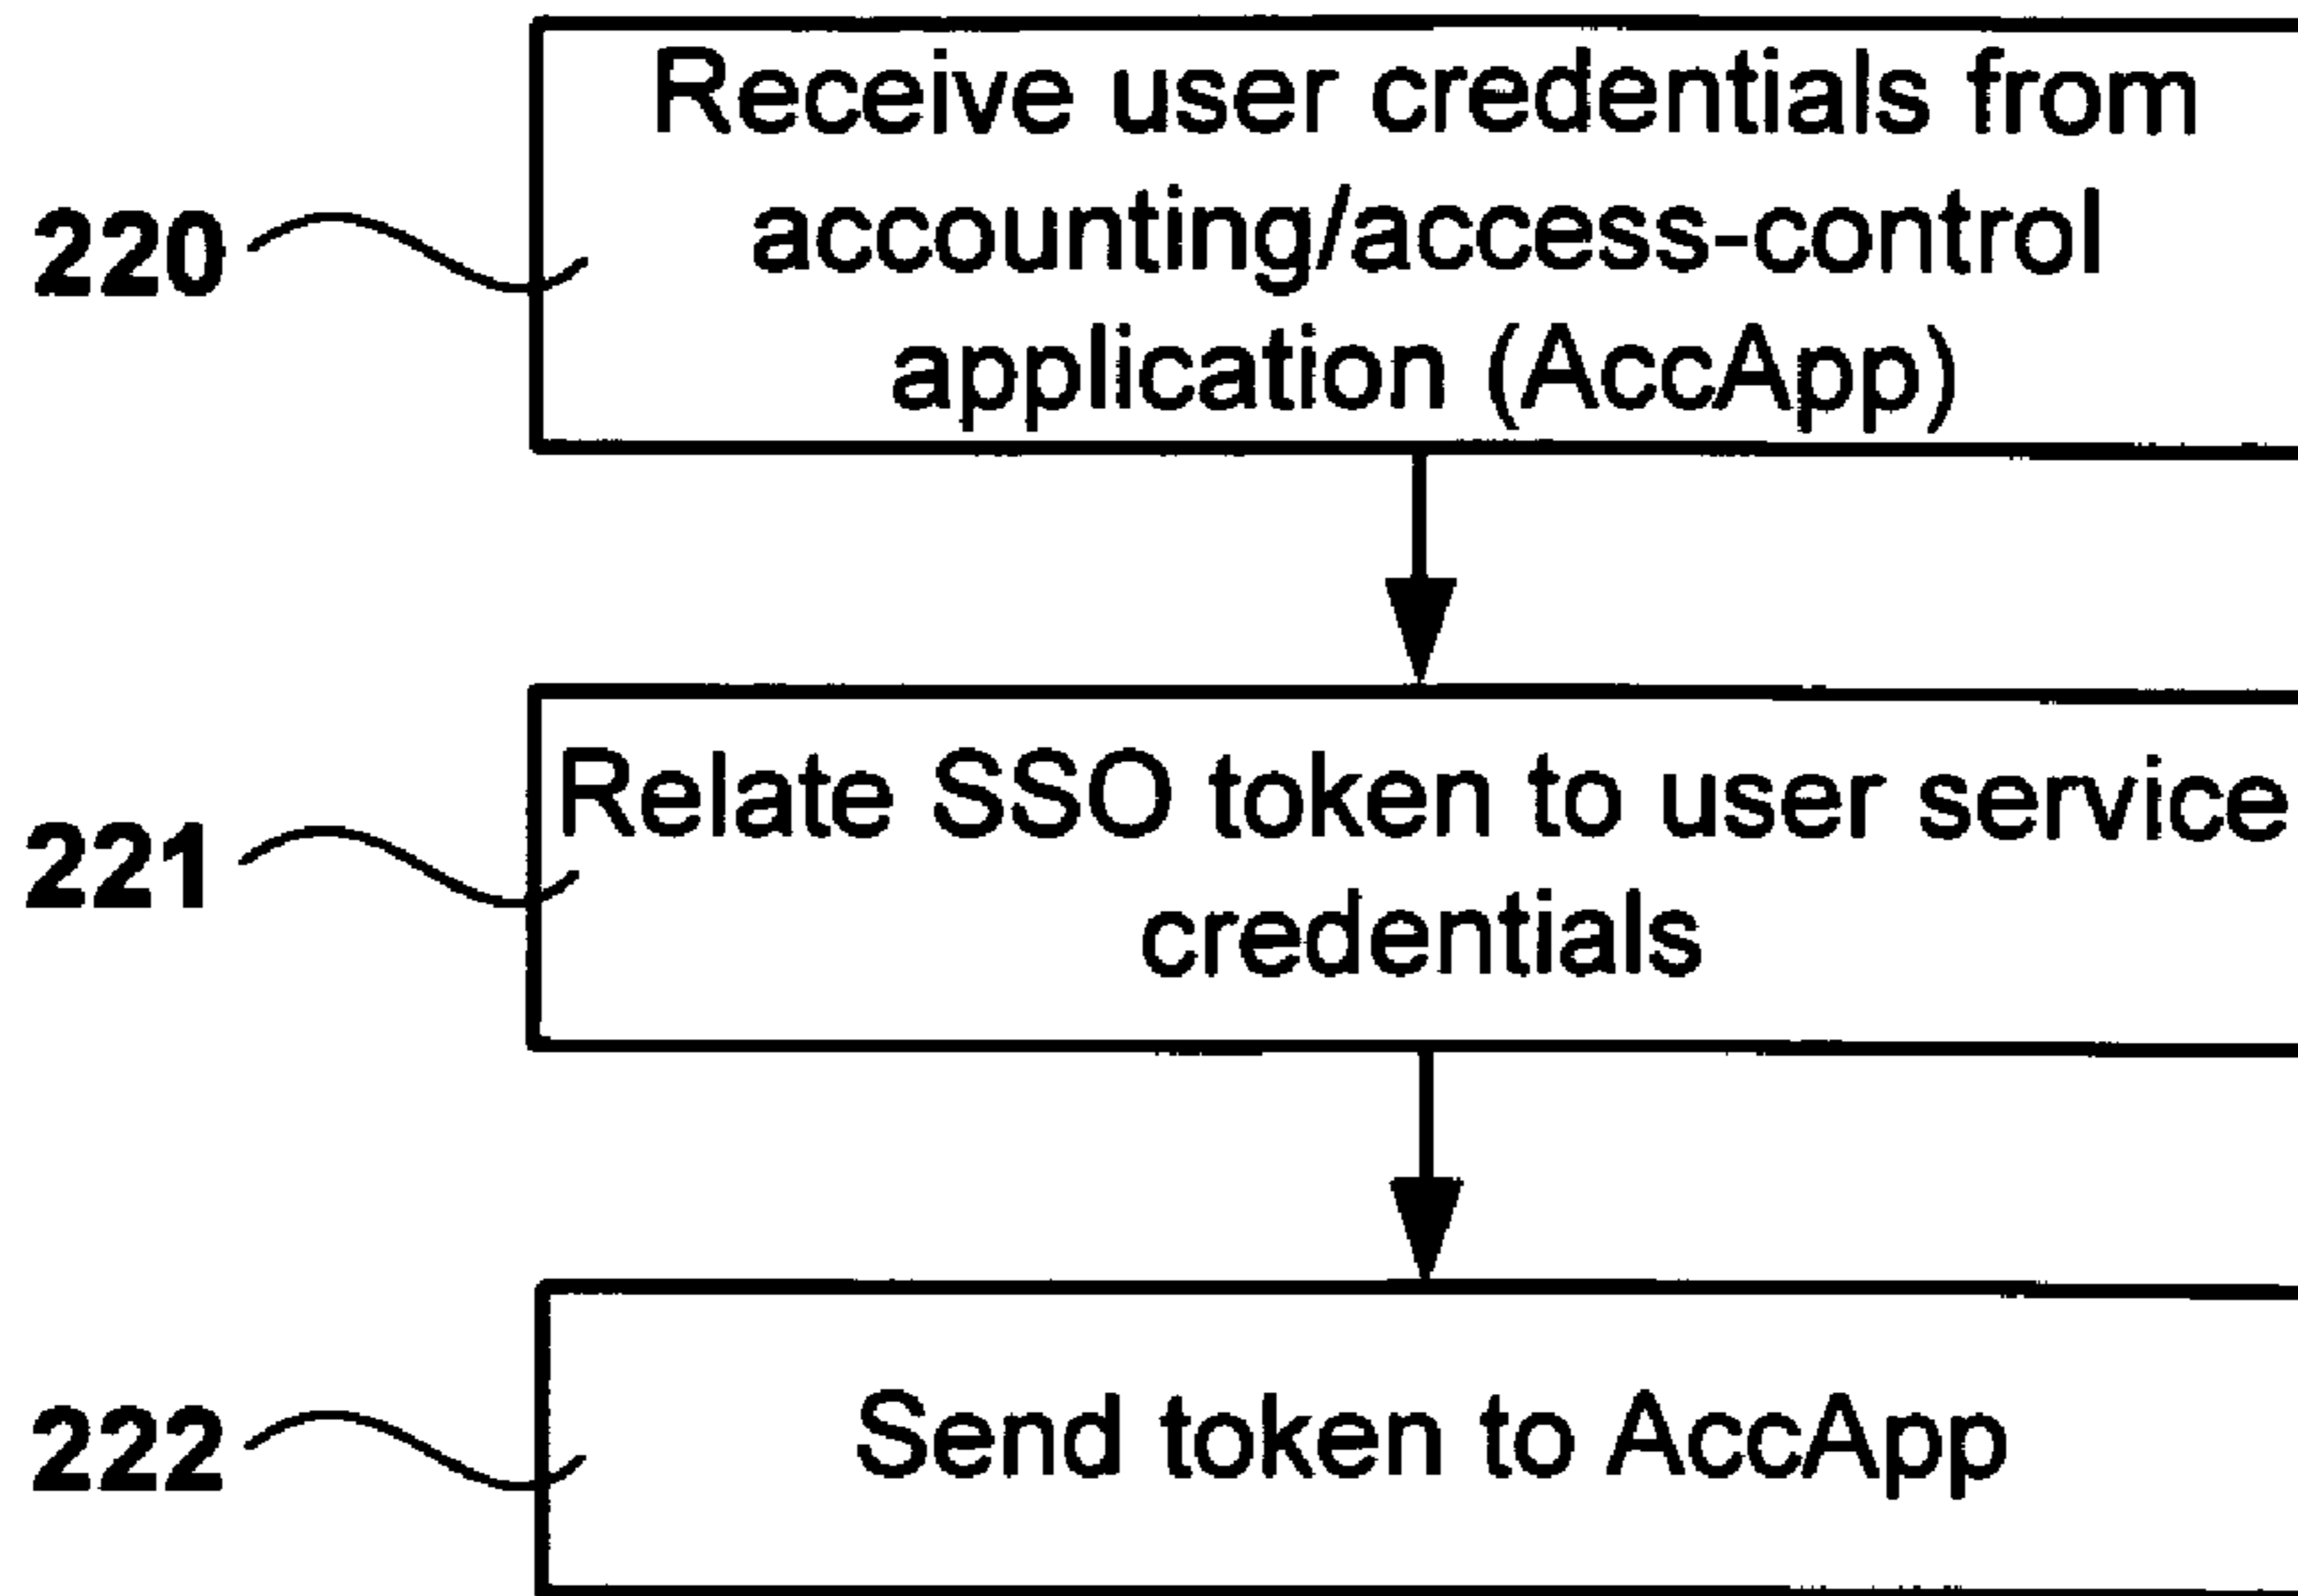 Receive user credentials from
accounting/access-control
220
application (AccApp)
Relate SSO token to user service
221
credentials
222
Send token to AccApp